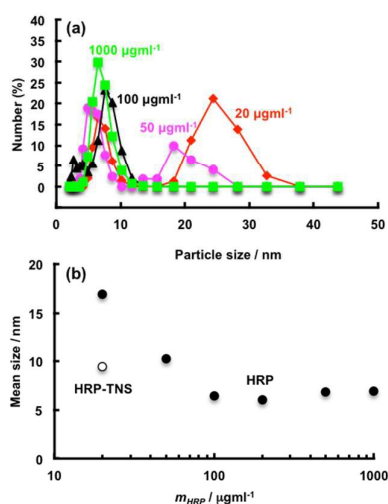 (a)
40
35
30
25
20
15
10
5
0
Number (%)
1000 µgml⁻¹
100 µgml⁻¹
50 µgml⁻¹
20 µgml⁻¹
0 10 20 30 40 50
Particle size / nm
(b)
20
15
10
5
0
Mean size / nm
HRP-TNS
HRP
10 100 1000
m_HRP / µgml⁻¹